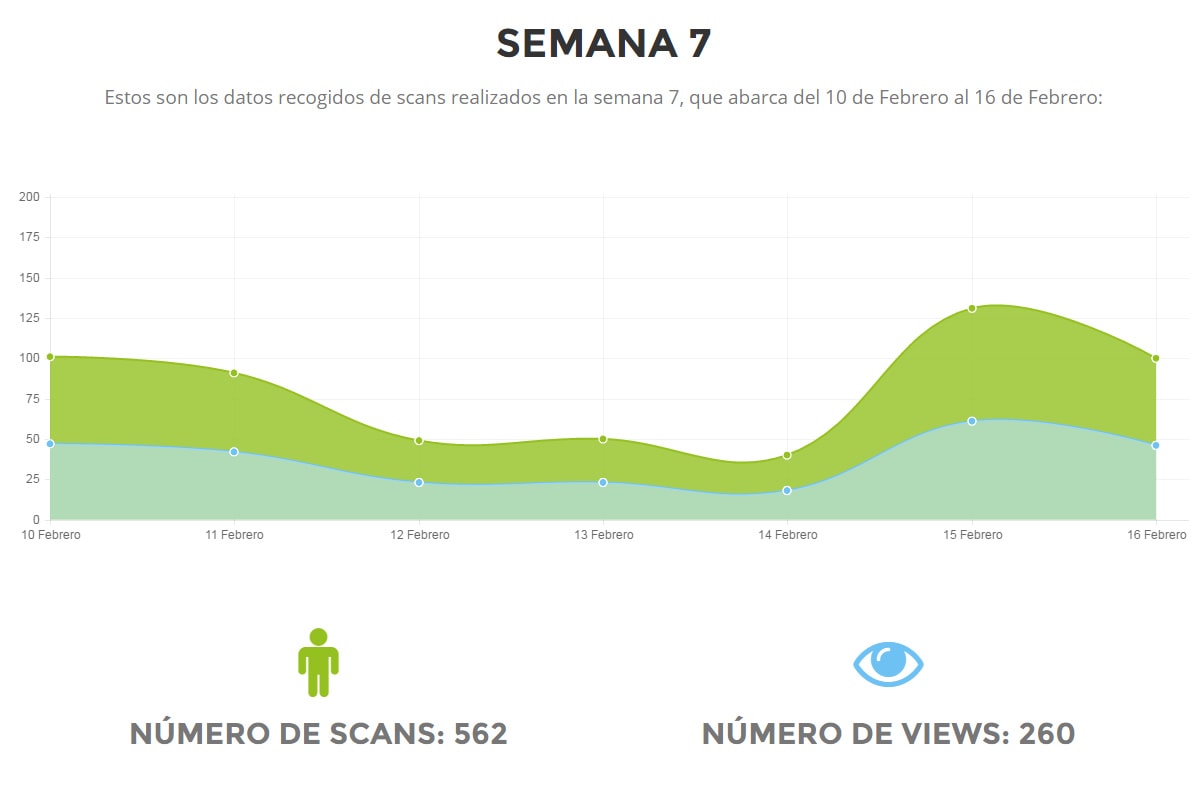 SEMANA 7
Estos son los datos recogidos de scans realizados en la semana 7, que abarca del 10 de Febrero al 16 de Febrero:
200
175
150
125
100
75
50
25
0
10 Febrero 11 Febrero 12 Febrero 13 Febrero 14 Febrero 15 Febrero 16 Febrero
NÚMERO DE SCANS: 562 NÚMERO DE VIEWS: 260